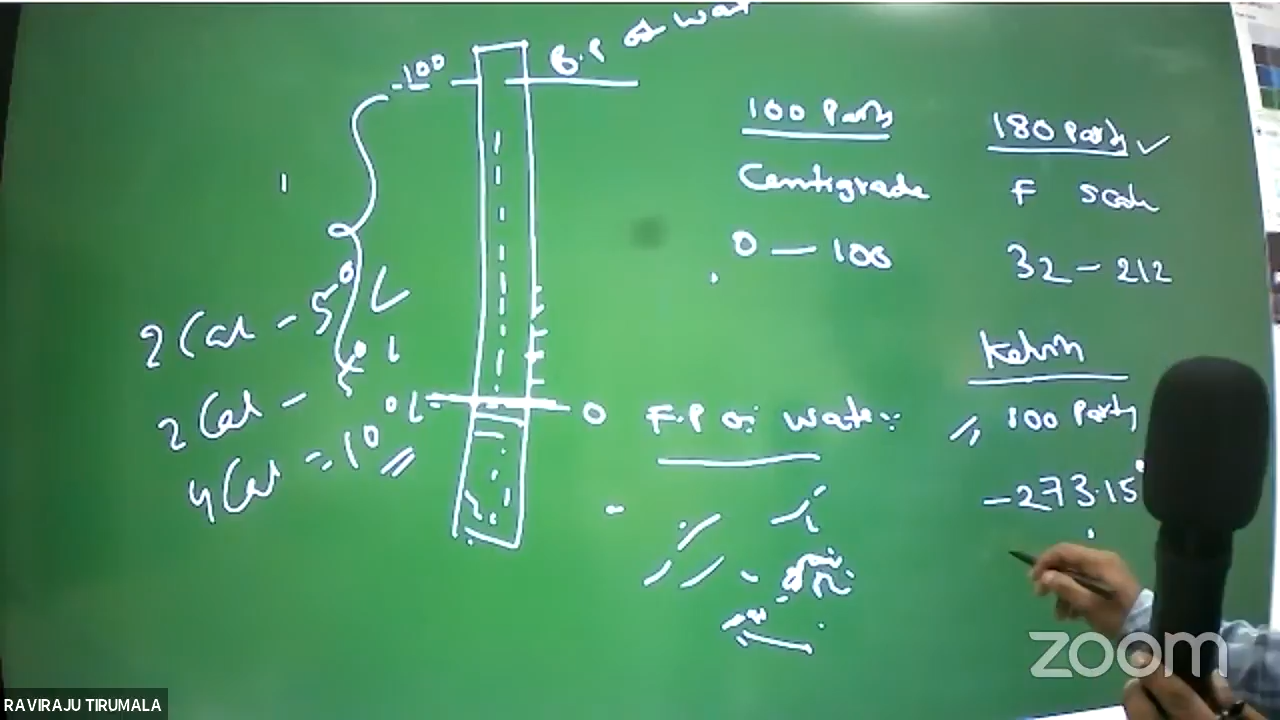 100
B.P of wat
100 Parts
180 Parts
Centigrade
F Scale
0 — 100
32 - 212
2 Cal - 5°
2 Cal -
4 Cal = 10
0
0
F.P of water
Kelvin
100 Parts
-273.15°
zoom
RAVIRAJU TIRUMALA